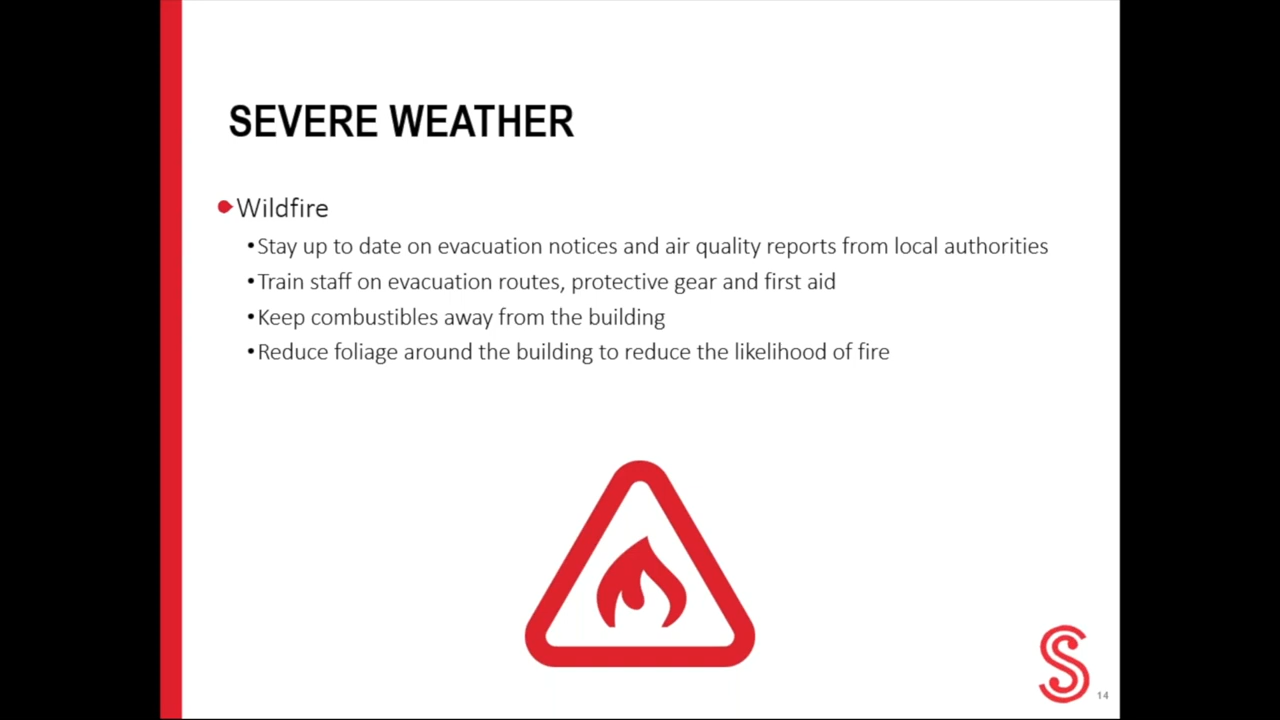 SEVERE WEATHER
Wildfire
•Stay up to date on evacuation notices and air quality reports from local authorities
•Train staff on evacuation routes, protective gear and first aid
•Keep combustibles away from the building
•Reduce foliage around the building to reduce the likelihood of fire
S
14